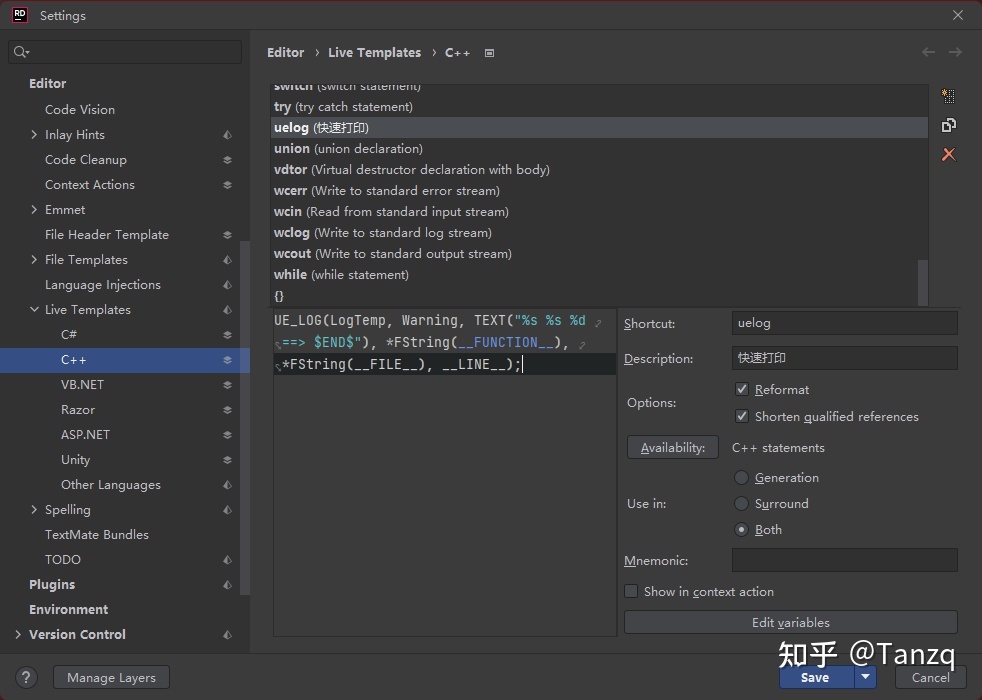 RD Settings
Editor
Code Vision
Inlay Hints
Code Cleanup
Context Actions
Emmet
File Header Template
File Templates
Language Injections
Live Templates
C#
C++
VB.NET
Razor
ASP.NET
Unity
Other Languages
Spelling
TextMate Bundles
TODO
Plugins
Environment
Version Control
Editor › Live Templates › C++
switch (switch statement)
try (try catch statement)
uelog (快速打印)
union (union declaration)
vdtor (Virtual destructor declaration with body)
wcerr (Write to standard error stream)
wcin (Read from standard input stream)
wclog (Write to standard log stream)
wcout (Write to standard output stream)
while (while statement)
{}
UE_LOG(LogTemp, Warning, TEXT("%s %s %d
==> $END$"), *FString(__FUNCTION__),
*FString(__FILE__), __LINE__);
Shortcut: uelog
Description: 快速打印
Options:
Reformat
Shorten qualified references
Availability: C++ statements
Use in:
Generation
Surround
Both
Mnemonic:
Show in context action
Edit variables
知乎 @Tanzq
? Manage Layers
Save
Cancel